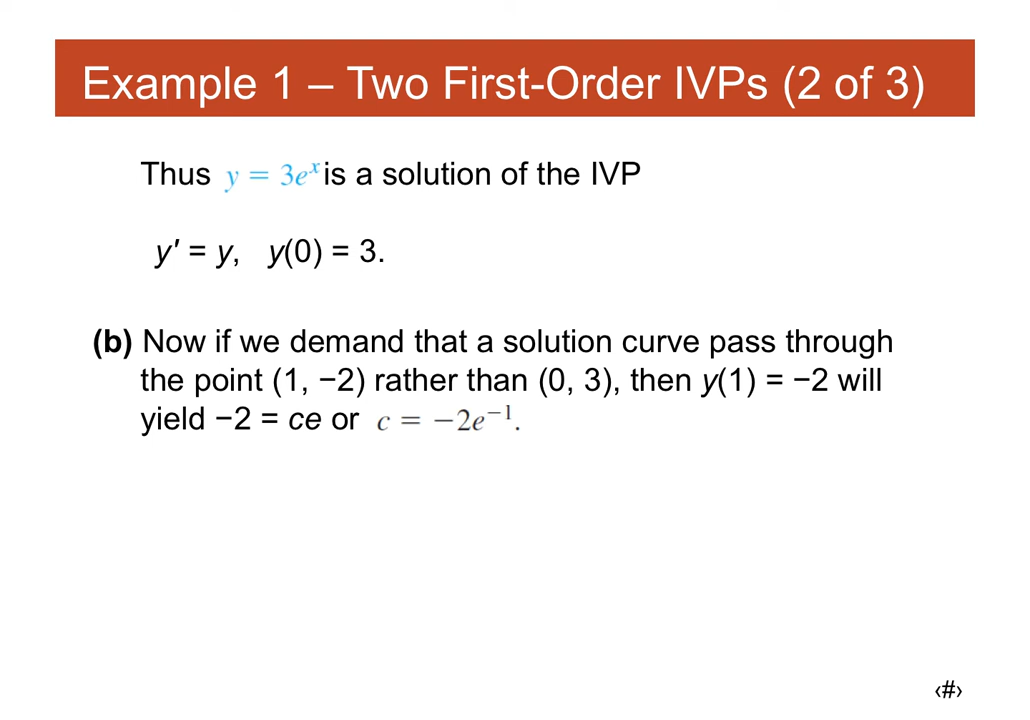 Example 1 – Two First-Order IVPs (2 of 3)
Thus y = 3eˣ is a solution of the IVP
y′ = y, y(0) = 3.
(b) Now if we demand that a solution curve pass through
the point (1, −2) rather than (0, 3), then y(1) = −2 will
yield −2 = ce or c = −2e⁻¹.
‹#›